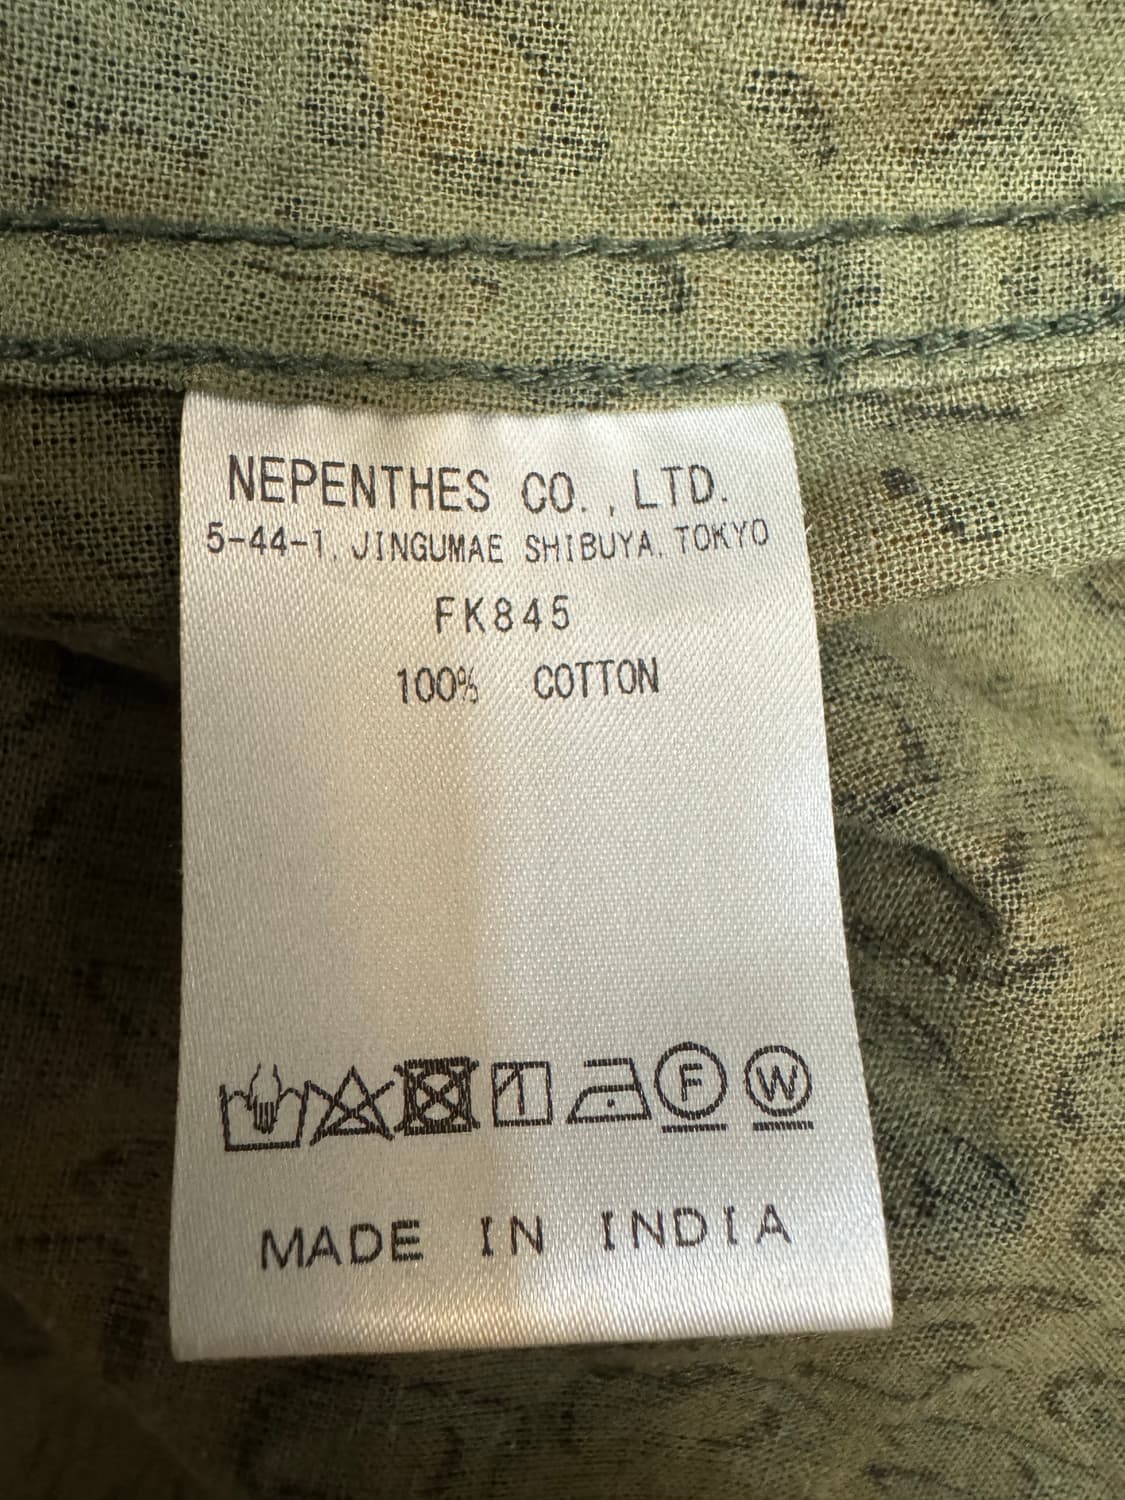 NEPENTHES CO.,LTD.
5-44-1, JINGUMAE SHIBUYA, TOKYO
FK845
100% COTTON
F W
MADE IN INDIA